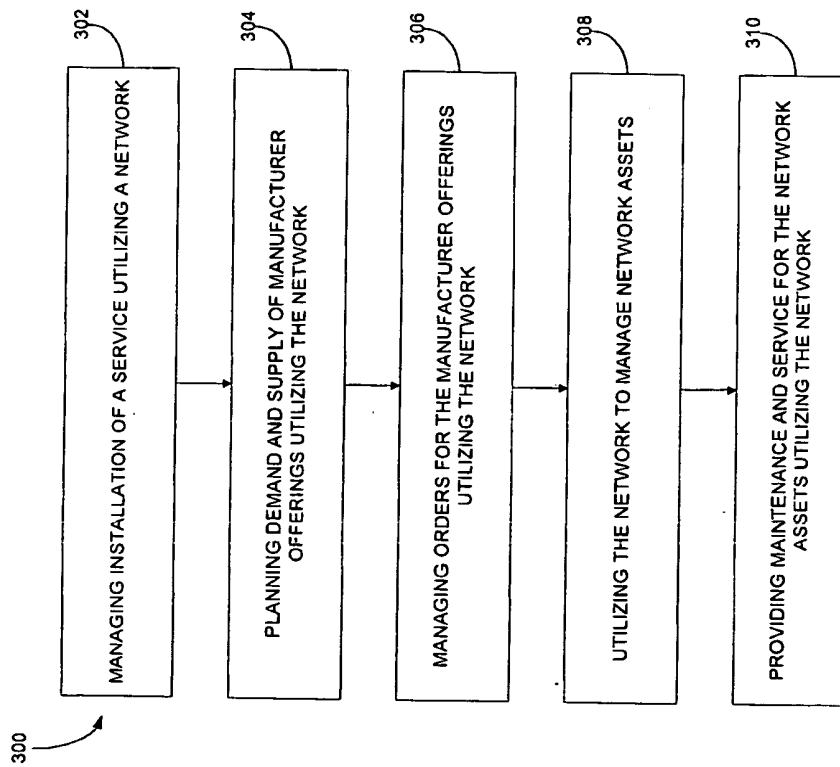 300
302
MANAGING INSTALLATION OF A SERVICE UTILIZING A NETWORK
304
PLANNING DEMAND AND SUPPLY OF MANUFACTURER
OFFERINGS UTILIZING THE NETWORK
306
MANAGING ORDERS FOR THE MANUFACTURER OFFERINGS
UTILIZING THE NETWORK
308
UTILIZING THE NETWORK TO MANAGE NETWORK ASSETS
310
PROVIDING MAINTENANCE AND SERVICE FOR THE NETWORK
ASSETS UTILIZING THE NETWORK